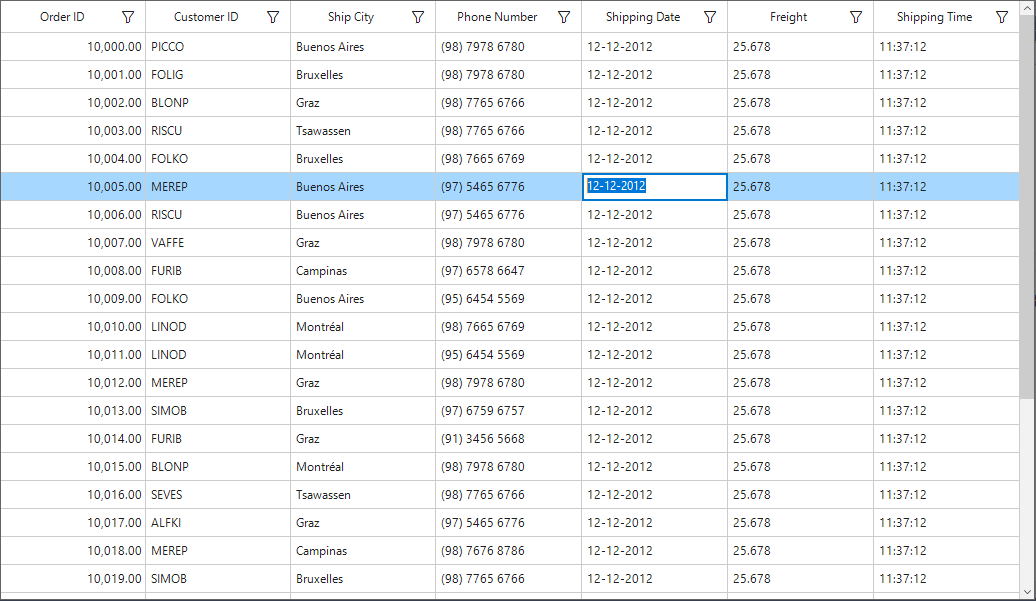 Order ID Customer ID Ship City Phone Number Shipping Date Freight Shipping Time
10,000.00 PICCO Buenos Aires (98) 7978 6780 12-12-2012 25.678 11:37:12
10,001.00 FOLIG Bruxelles (98) 7978 6780 12-12-2012 25.678 11:37:12
10,002.00 BLONP Graz (98) 7765 6766 12-12-2012 25.678 11:37:12
10,003.00 RISCU Tsawassen (98) 7765 6766 12-12-2012 25.678 11:37:12
10,004.00 FOLKO Bruxelles (98) 7665 6769 12-12-2012 25.678 11:37:12
10,005.00 MEREP Buenos Aires (97) 5465 6776 12-12-2012 25.678 11:37:12
10,006.00 RISCU Buenos Aires (97) 5465 6776 12-12-2012 25.678 11:37:12
10,007.00 VAFFE Graz (98) 7978 6780 12-12-2012 25.678 11:37:12
10,008.00 FURIB Campinas (97) 6578 6647 12-12-2012 25.678 11:37:12
10,009.00 FOLKO Buenos Aires (95) 6454 5569 12-12-2012 25.678 11:37:12
10,010.00 LINOD Montréal (98) 7665 6769 12-12-2012 25.678 11:37:12
10,011.00 LINOD Montréal (95) 6454 5569 12-12-2012 25.678 11:37:12
10,012.00 MEREP Graz (98) 7978 6780 12-12-2012 25.678 11:37:12
10,013.00 SIMOB Bruxelles (97) 6759 6757 12-12-2012 25.678 11:37:12
10,014.00 FURIB Graz (91) 3456 5668 12-12-2012 25.678 11:37:12
10,015.00 BLONP Montréal (98) 7978 6780 12-12-2012 25.678 11:37:12
10,016.00 SEVES Tsawassen (98) 7765 6766 12-12-2012 25.678 11:37:12
10,017.00 ALFKI Graz (97) 5465 6776 12-12-2012 25.678 11:37:12
10,018.00 MEREP Campinas (98) 7676 8786 12-12-2012 25.678 11:37:12
10,019.00 SIMOB Bruxelles (98) 7765 6766 12-12-2012 25.678 11:37:12